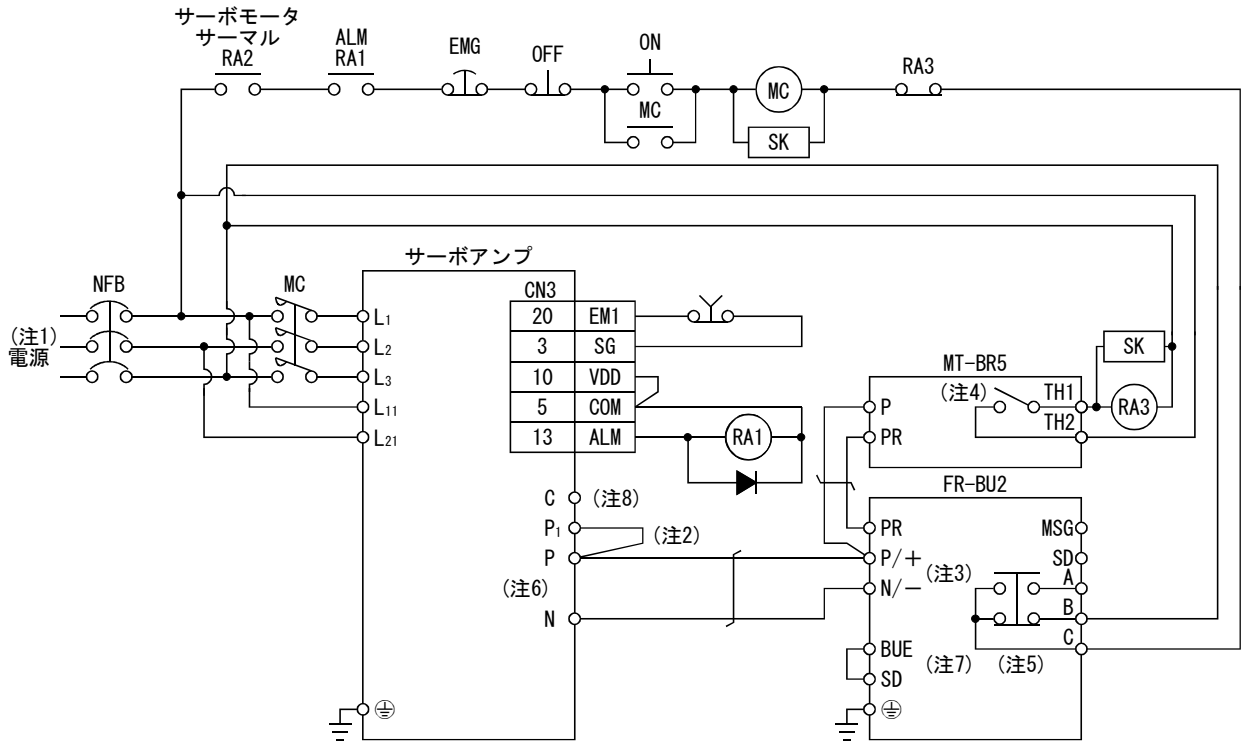 サーボモータ
サーマル
RA2
ALM
RA1
EMG
OFF
ON
MC
MC
SK
RA3
NFB
MC
(注1)
電源
サーボアンプ
L1
L2
L3
L11
L21
CN3
20 EM1
3 SG
10 VDD
5 COM
13 ALM
RA1
C (注8)
P1
(注2)
P
(注6)
N
MT-BR5
P
PR
(注4)
TH1
TH2
SK
RA3
FR-BU2
PR
P/+
N/-
(注3)
MSG
SD
A
B
C
BUE
SD
(注7)
(注5)